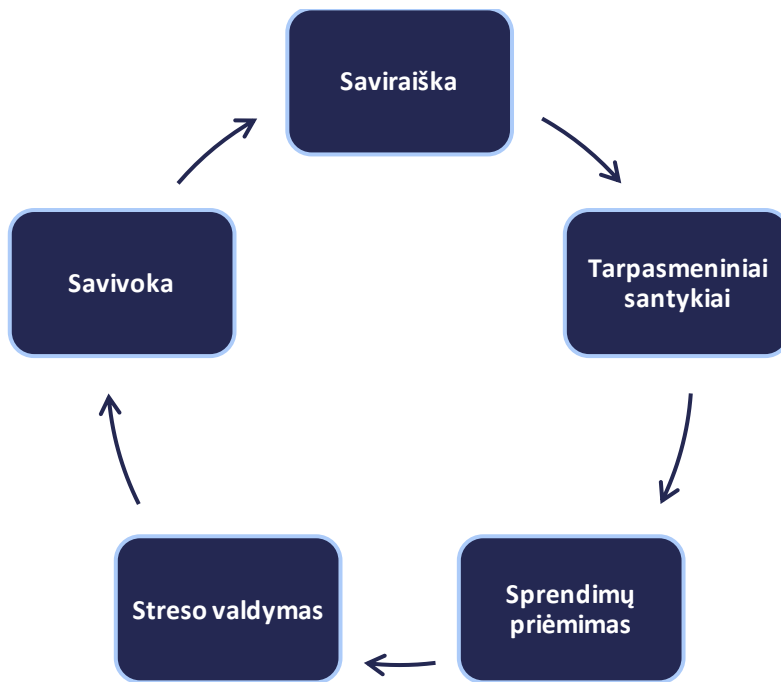 Saviraiška
Tarpasmeniniai
santykiai
Sprendimų
priėmimas
Streso valdymas
Savivoka